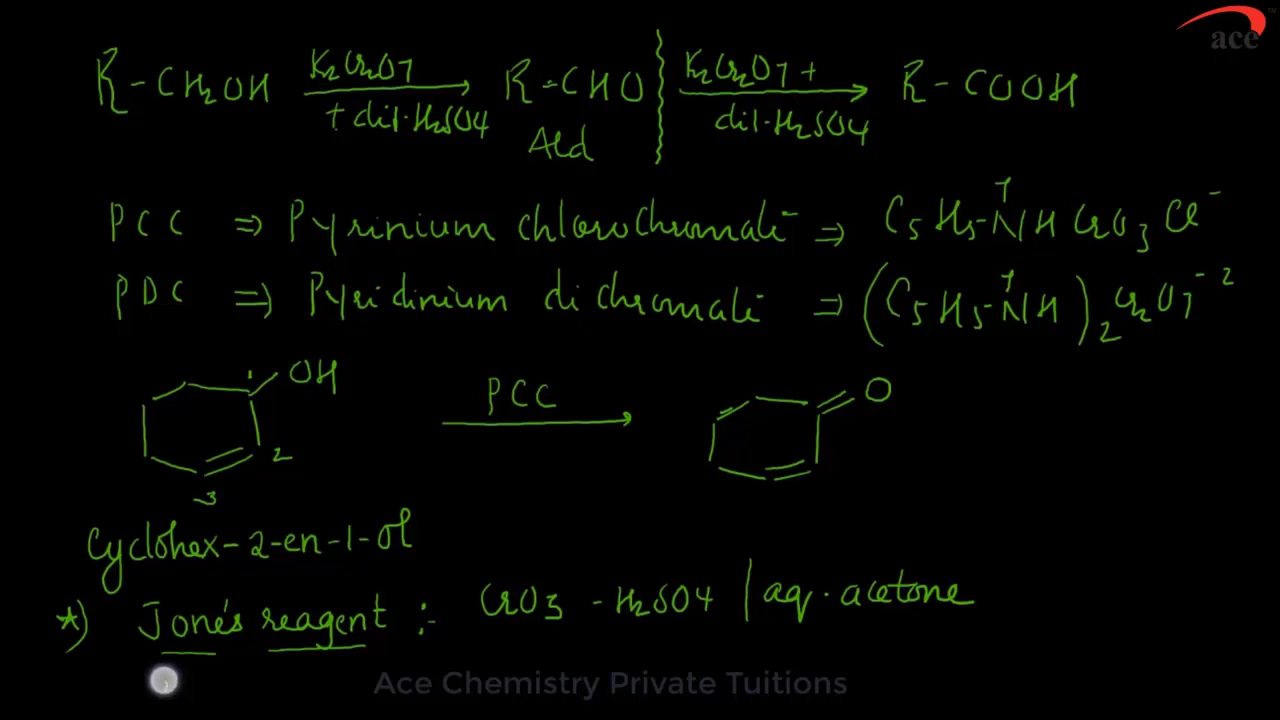 ace™
R-CH2OH K2Cr2O7 + dil·H2SO4 → R-CHO Ald K2Cr2O7 + dil·H2SO4 → R-COOH
PCC ⇒ Pyrinium chlorochromate ⇒ C5H5-N+H CrO3Cl-
PDC ⇒ Pyridinium dichromate ⇒ (C5H5-N+H)2 Cr2O7-2
OH PCC → O
1
2
3
Cyclohex-2-en-1-ol
*) Jone's reagent :- CrO3 - H2SO4 | aq. acetone
Ace Chemistry Private Tuitions